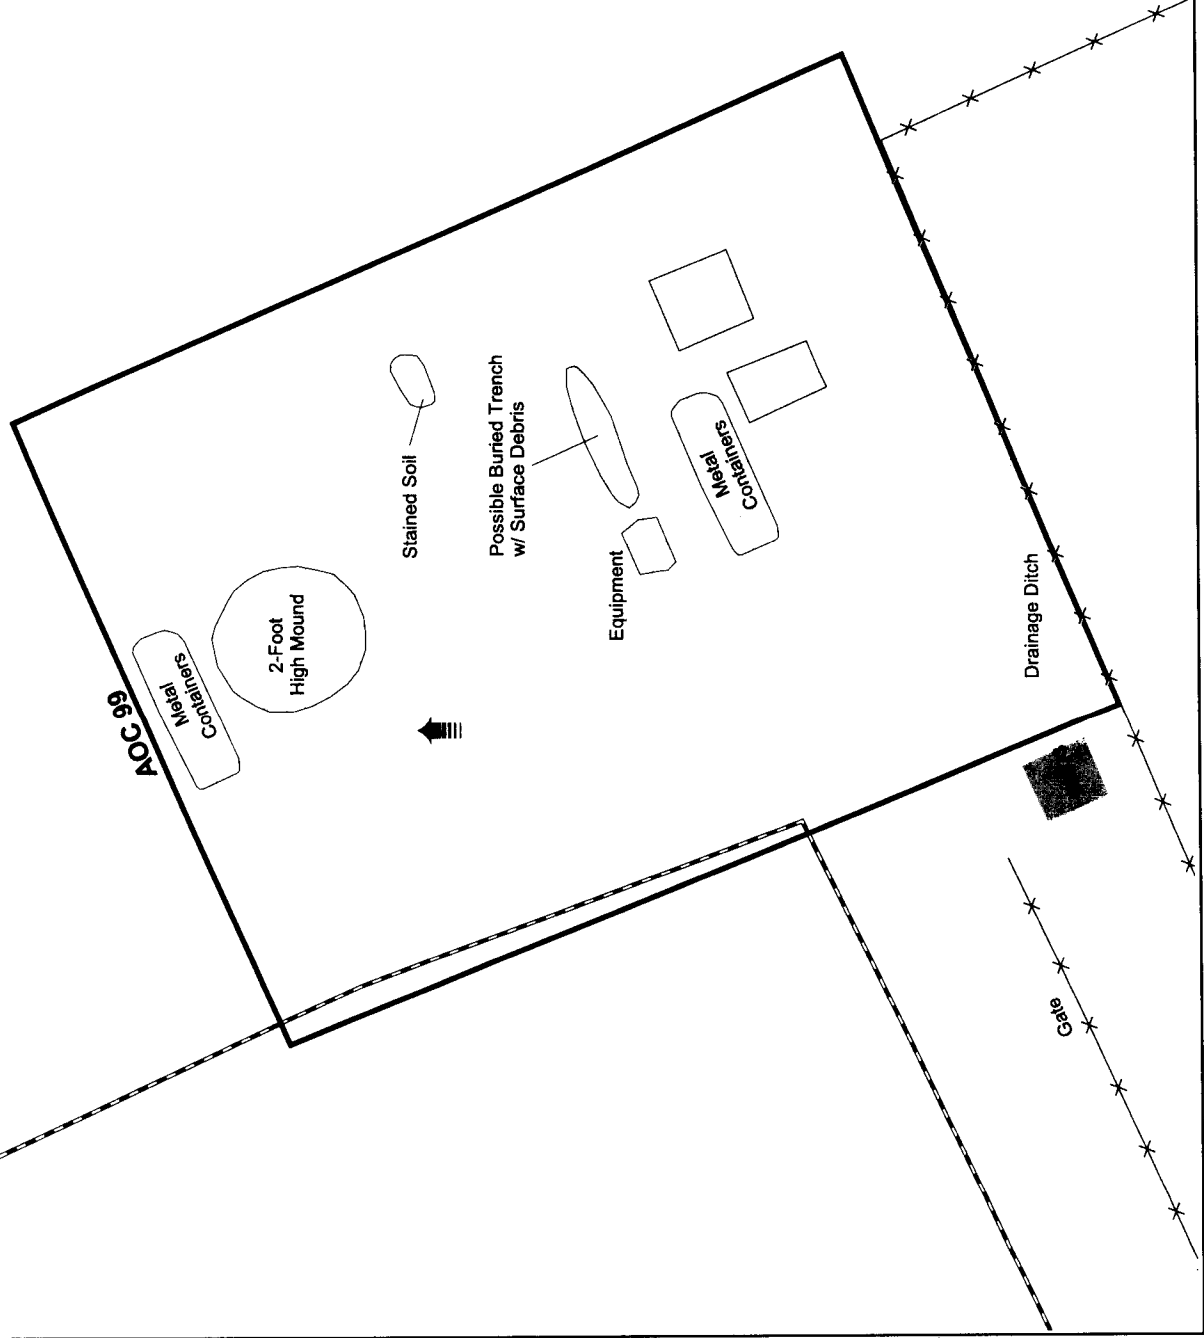 AOC 99
Metal
Containers
2-Foot
High Mound
Stained Soil
Possible Buried Trench
w/ Surface Debris
Equipment
Metal
Containers
Drainage Ditch
Gate